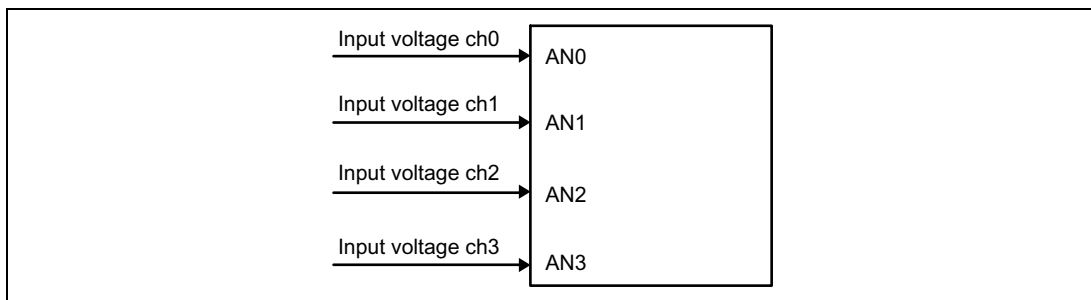 Input voltage ch0
AN0
Input voltage ch1
AN1
Input voltage ch2
AN2
Input voltage ch3
AN3